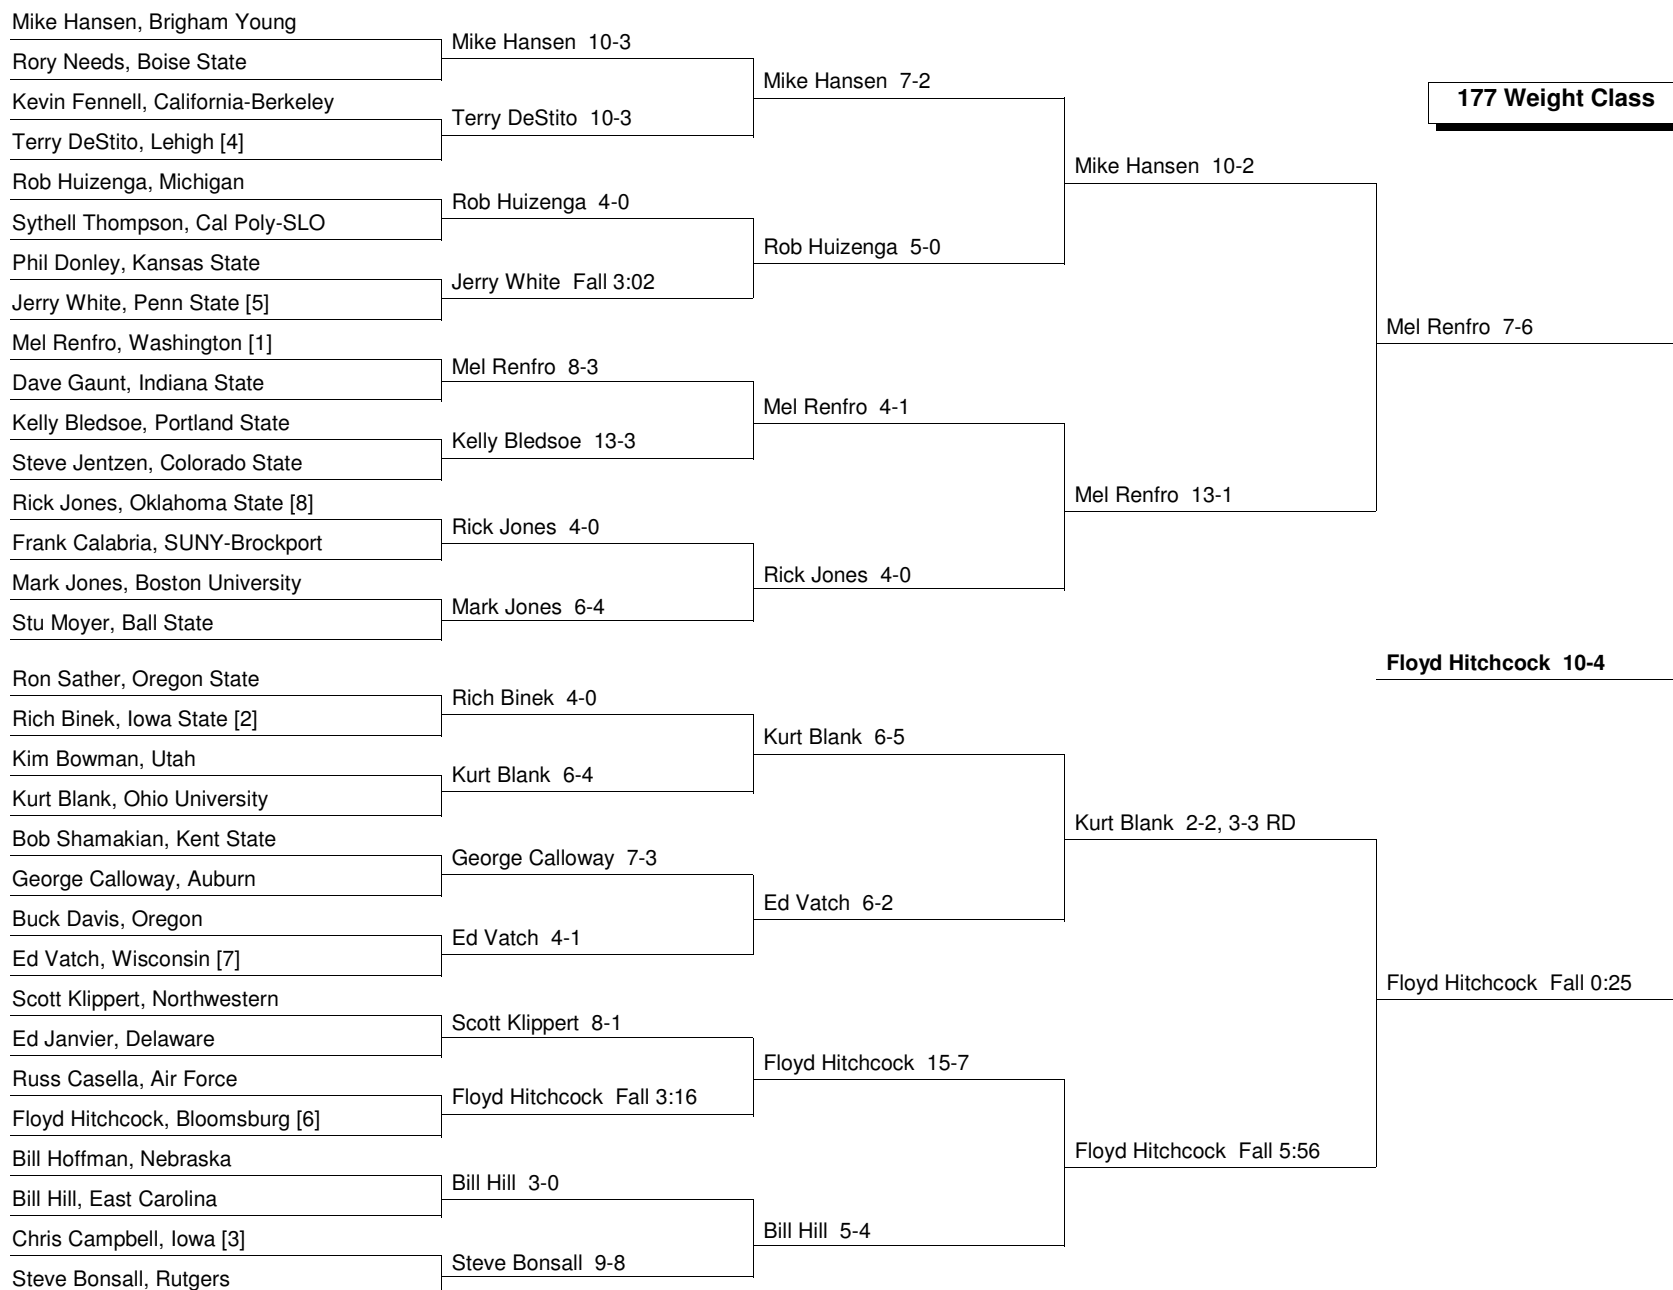 Mike Hansen, Brigham Young
Rory Needs, Boise State
Kevin Fennell, California-Berkeley
Terry DeStito, Lehigh [4]
Rob Huizenga, Michigan
Sythell Thompson, Cal Poly-SLO
Phil Donley, Kansas State
Jerry White, Penn State [5]
Mel Renfro, Washington [1]
Dave Gaunt, Indiana State
Kelly Bledsoe, Portland State
Steve Jentzen, Colorado State
Rick Jones, Oklahoma State [8]
Frank Calabria, SUNY-Brockport
Mark Jones, Boston University
Stu Moyer, Ball State
Ron Sather, Oregon State
Rich Binek, Iowa State [2]
Kim Bowman, Utah
Kurt Blank, Ohio University
Bob Shamakian, Kent State
George Calloway, Auburn
Buck Davis, Oregon
Ed Vatch, Wisconsin [7]
Scott Klippert, Northwestern
Ed Janvier, Delaware
Russ Casella, Air Force
Floyd Hitchcock, Bloomsburg [6]
Bill Hoffman, Nebraska
Bill Hill, East Carolina
Chris Campbell, Iowa [3]
Steve Bonsall, Rutgers
Mike Hansen 10-3
Terry DeStito 10-3
Rob Huizenga 4-0
Jerry White Fall 3:02
Mel Renfro 8-3
Kelly Bledsoe 13-3
Rick Jones 4-0
Mark Jones 6-4
Rich Binek 4-0
Kurt Blank 6-4
George Calloway 7-3
Ed Vatch 4-1
Scott Klippert 8-1
Floyd Hitchcock Fall 3:16
Bill Hill 3-0
Steve Bonsall 9-8
Mike Hansen 7-2
Rob Huizenga 5-0
Mel Renfro 4-1
Rick Jones 4-0
Kurt Blank 6-5
Ed Vatch 6-2
Floyd Hitchcock 15-7
Bill Hill 5-4
Mike Hansen 10-2
Mel Renfro 13-1
Kurt Blank 2-2, 3-3 RD
Floyd Hitchcock Fall 5:56
177 Weight Class
Mel Renfro 7-6
Floyd Hitchcock 10-4
Floyd Hitchcock Fall 0:25